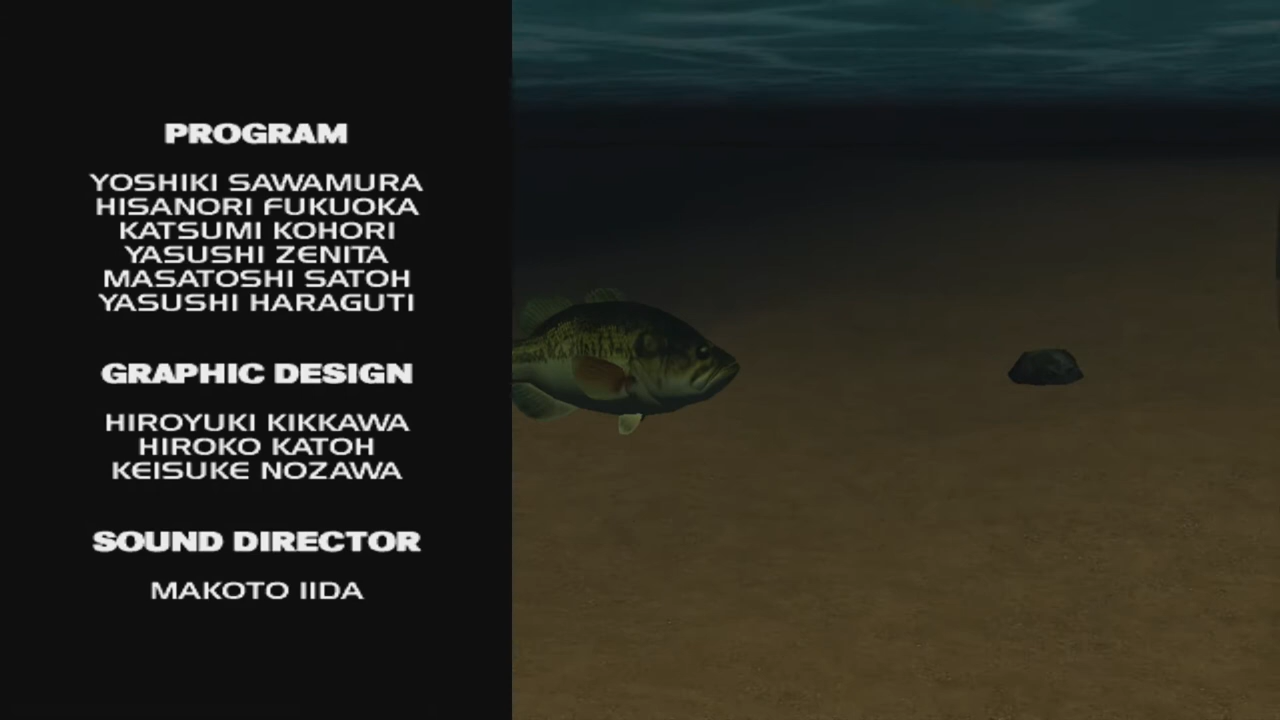 PROGRAM
YOSHIKI SAWAMURA
HISANORI FUKUOKA
KATSUMI KOHORI
YASUSHI ZENITA
MASATOSHI SATOH
YASUSHI HARAGUTI
GRAPHIC DESIGN
HIROYUKI KIKKAWA
HIROKO KATOH
KEISUKE NOZAWA
SOUND DIRECTOR
MAKOTO IIDA